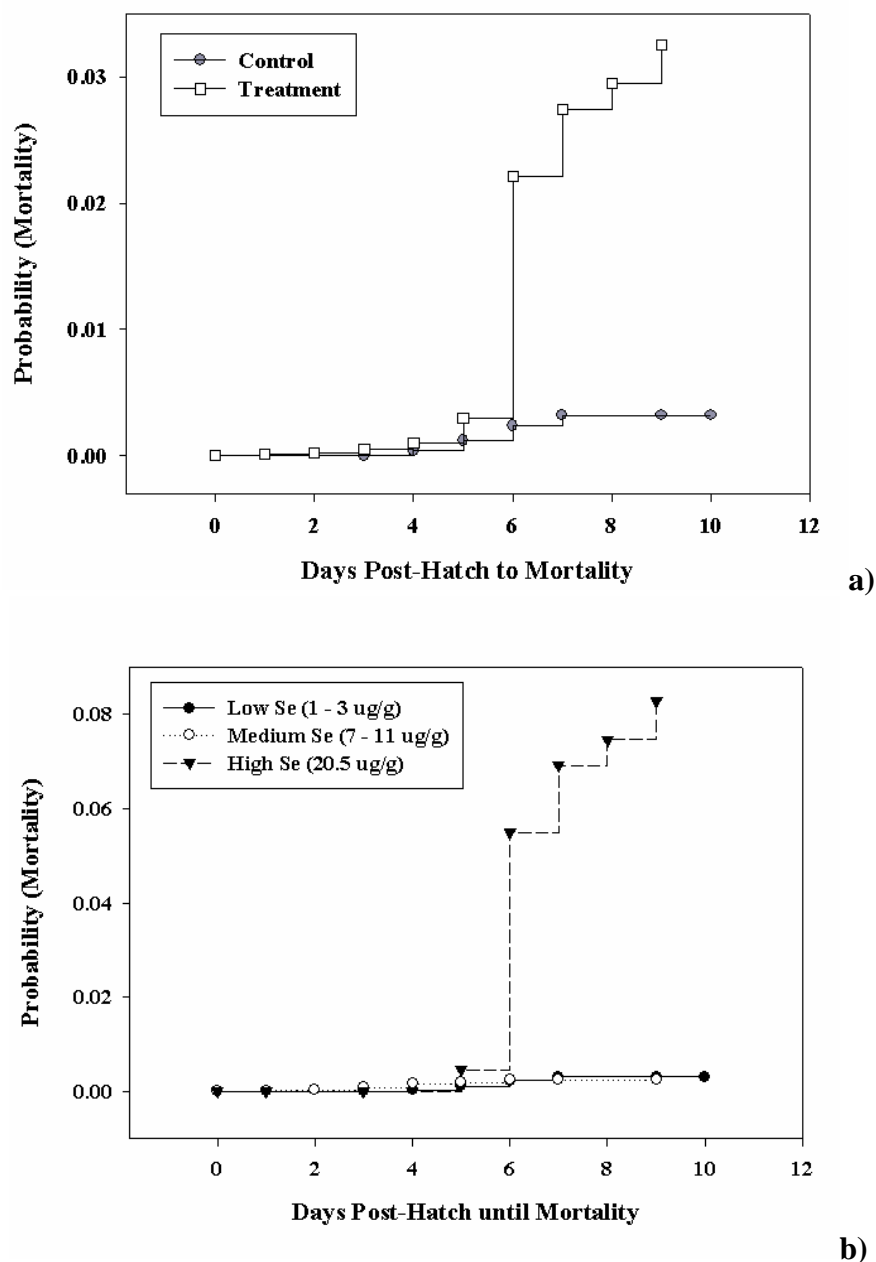 Control
Treatment
0.03
0.02
0.01
0.00
Probability (Mortality)
0 2 4 6 8 10 12
Days Post-Hatch to Mortality
a)
Low Se (1 - 3 ug/g)
Medium Se (7 - 11 ug/g)
High Se (20.5 ug/g)
0.08
0.06
0.04
0.02
0.00
Probability (Mortality)
0 2 4 6 8 10 12
Days Post-Hatch until Mortality
b)